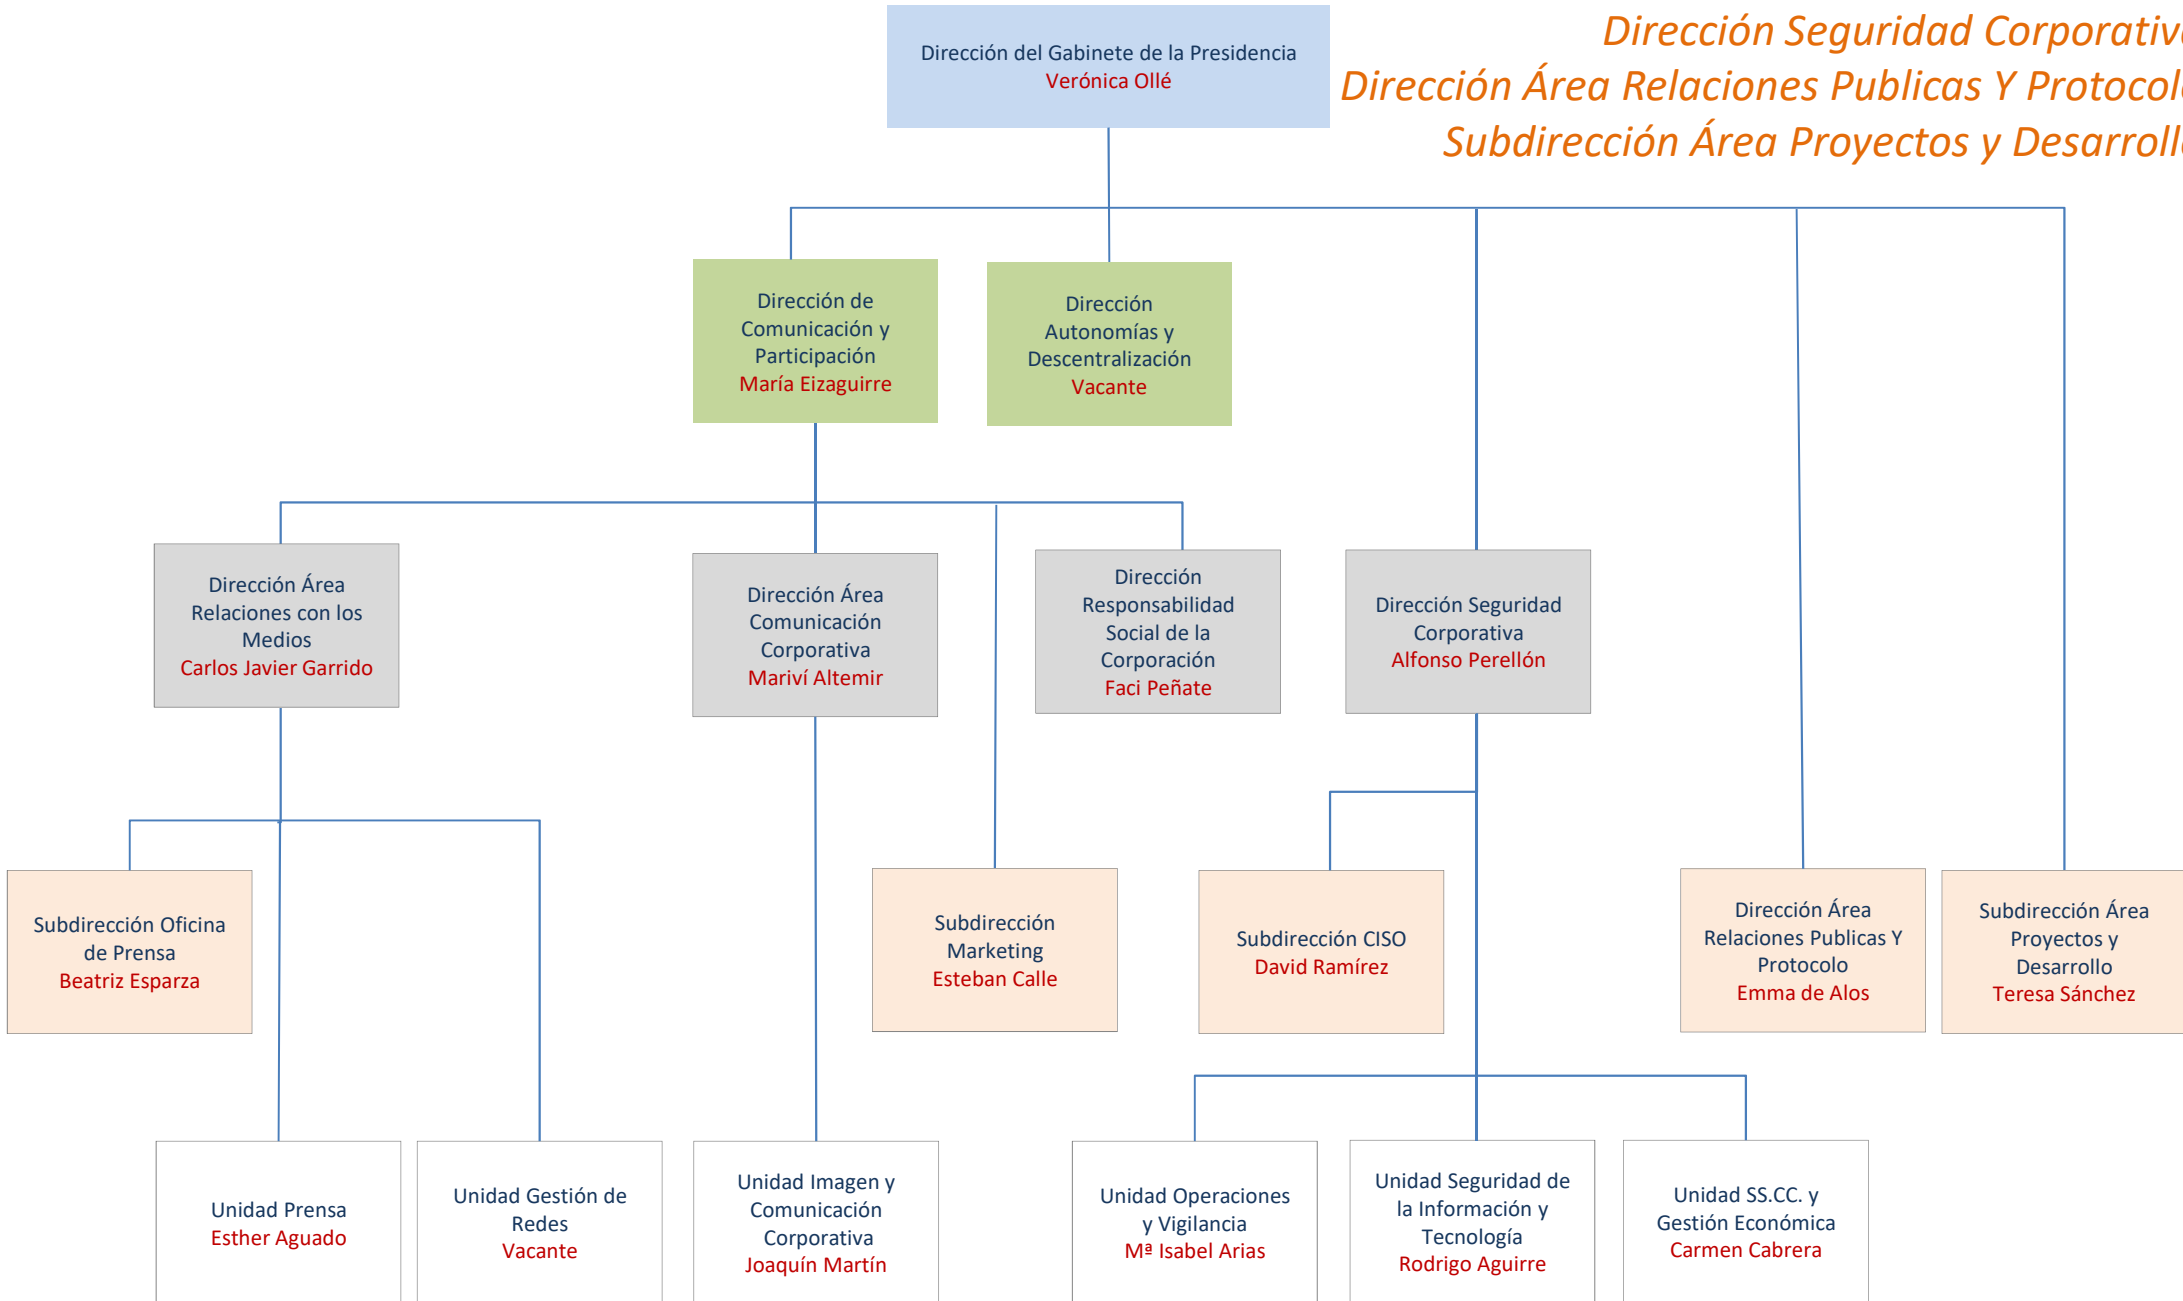 Dirección del Gabinete de la Presidencia
Verónica Ollé
Dirección Seguridad Corporativa
Dirección Área Relaciones Publicas Y Protocolo
Subdirección Área Proyectos y Desarrollo
Dirección de
Comunicación y
Participación
María Eizaguirre
Dirección
Autonomías y
Descentralización
Vacante
Dirección Área
Relaciones con los
Medios
Carlos Javier Garrido
Dirección Área
Comunicación
Corporativa
Mariví Altemir
Dirección
Responsabilidad
Social de la
Corporación
Faci Peñate
Dirección Seguridad
Corporativa
Alfonso Perellón
Subdirección Oficina
de Prensa
Beatriz Esparza
Subdirección
Marketing
Esteban Calle
Subdirección CISO
David Ramírez
Dirección Área
Relaciones Publicas Y
Protocolo
Emma de Alos
Subdirección Área
Proyectos y
Desarrollo
Teresa Sánchez
Unidad Prensa
Esther Aguado
Unidad Gestión de
Redes
Vacante
Unidad Imagen y
Comunicación
Corporativa
Joaquín Martín
Unidad Operaciones
y Vigilancia
Mª Isabel Arias
Unidad Seguridad de
la Información y
Tecnología
Rodrigo Aguirre
Unidad SS.CC. y
Gestión Económica
Carmen Cabrera